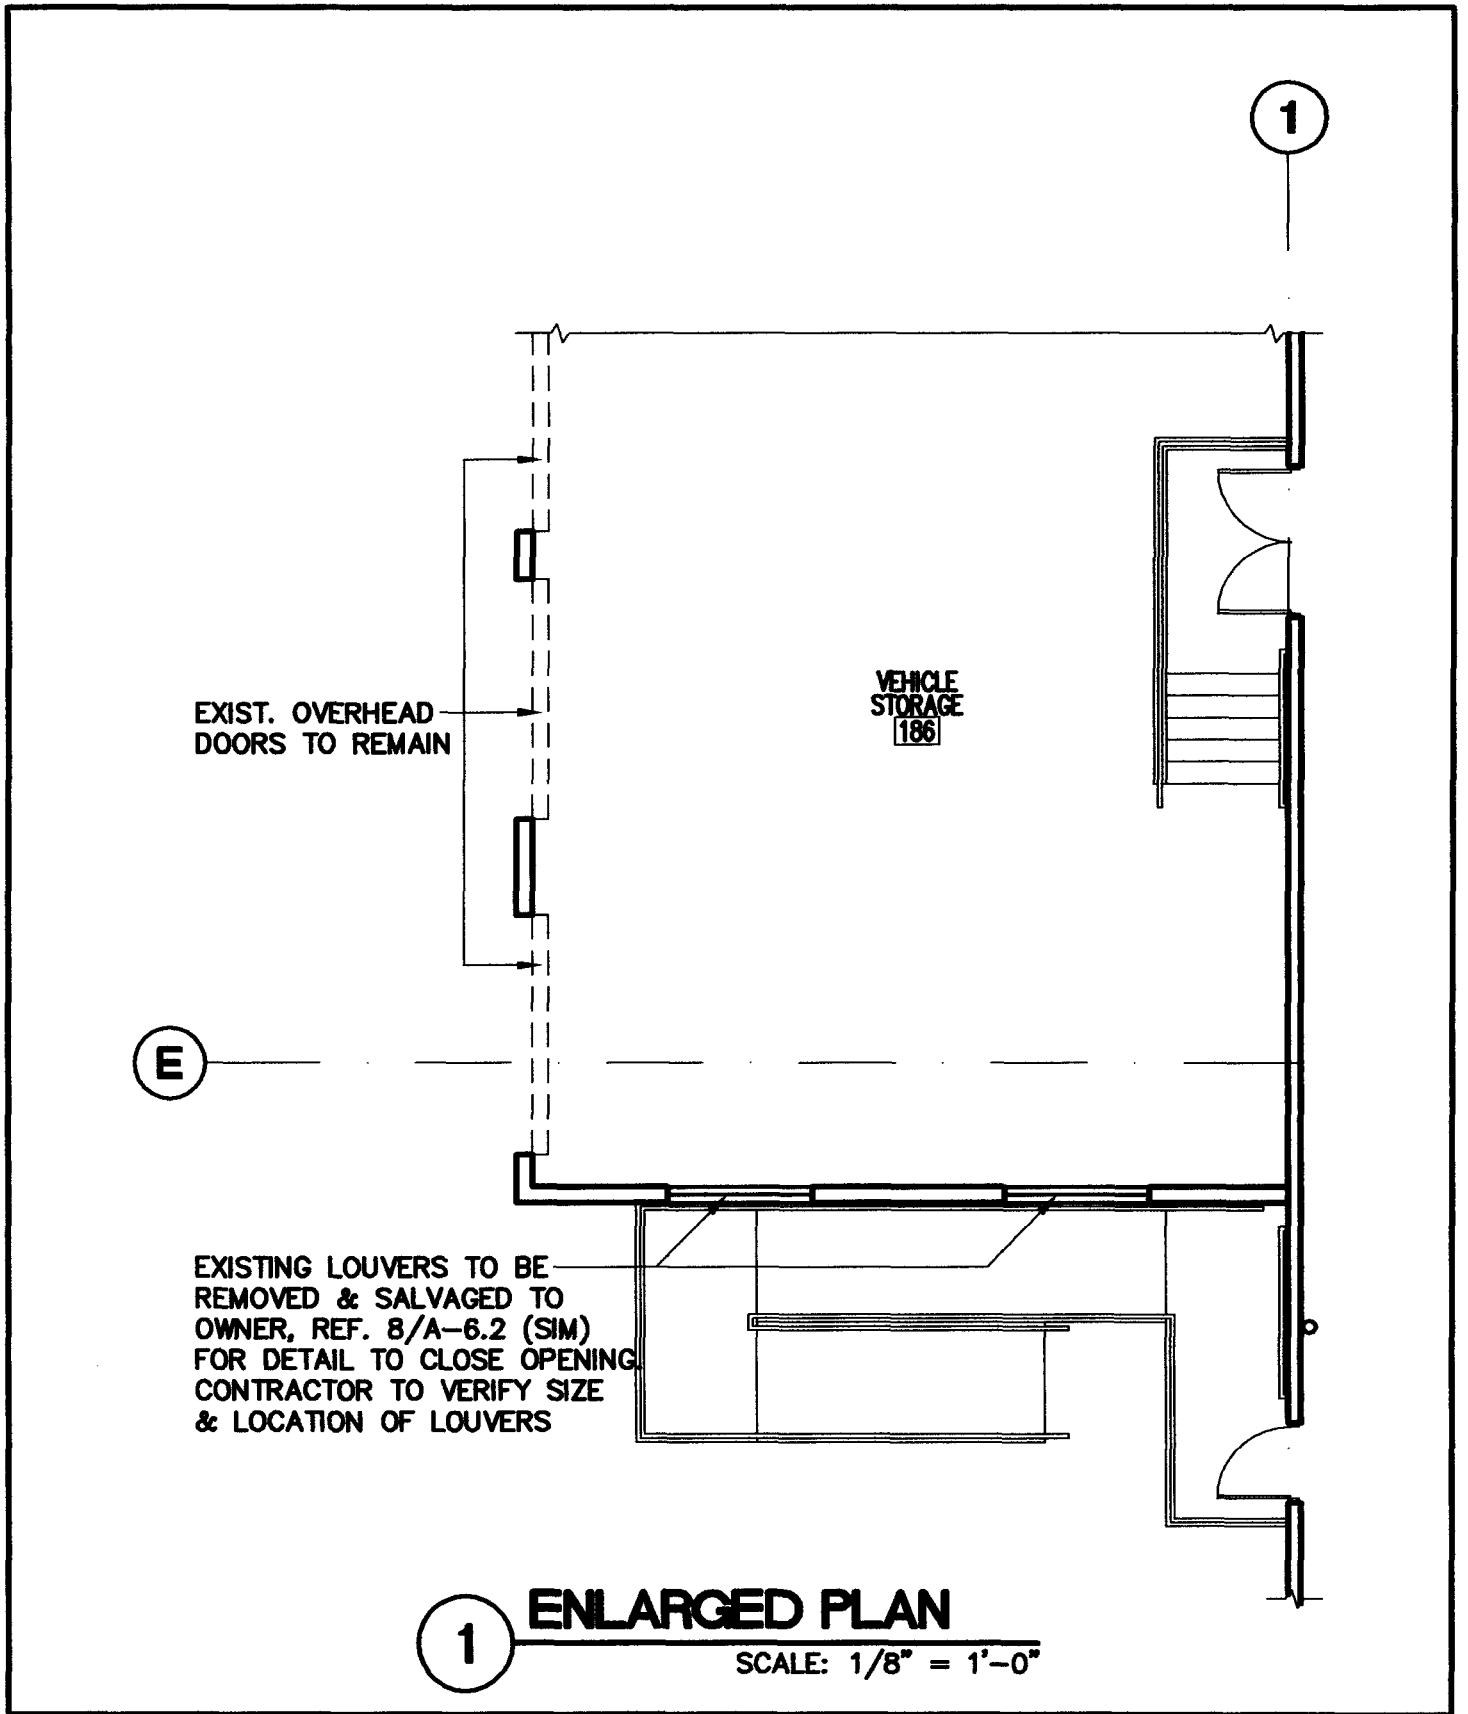 1
VEHICLE
STORAGE
186
EXIST. OVERHEAD
DOORS TO REMAIN
E
EXISTING LOUVERS TO BE
REMOVED & SALVAGED TO
OWNER, REF. 8/A-6.2 (SIM)
FOR DETAIL TO CLOSE OPENING.
CONTRACTOR TO VERIFY SIZE
& LOCATION OF LOUVERS
1
ENLARGED PLAN
SCALE: 1/8" = 1'-0"